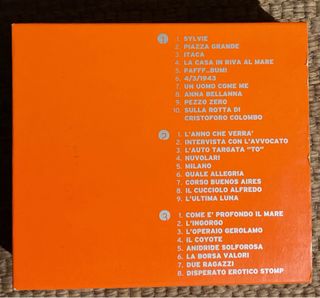 1
1. SYLVIE
2. PIAZZA GRANDE
3. ITACA
4. LA CASA IN RIVA AL MARE
5. PAFFF...BUM!
6. 4/3/1943
7. UN UOMO COME ME
8. ANNA BELLANNA
9. PEZZO ZERO
10. SULLA ROTTA DI
CRISTOFORO COLOMBO
2
1. L'ANNO CHE VERRA'
2. INTERVISTA CON L'AVVOCATO
3. L'AUTO TARGATA "TO"
4. NUVOLARI
5. MILANO
6. QUALE ALLEGRIA
7. CORSO BUENOS AIRES
8. IL CUCCIOLO ALFREDO
9. L'ULTIMA LUNA
3
1. COME E' PROFONDO IL MARE
2. L'INGORGO
3. L'OPERAIO GEROLAMO
4. IL COYOTE
5. ANIDRIDE SOLFOROSA
6. LA BORSA VALORI
7. DUE RAGAZZI
8. DISPERATO EROTICO STOMP